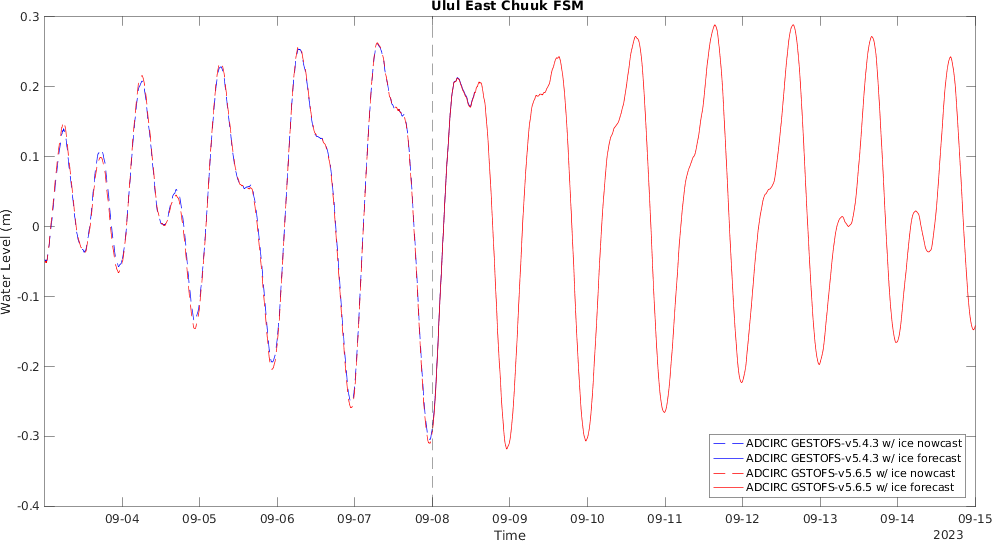 Ulul East Chuuk FSM
0.3
0.2
0.1
0
-0.1
-0.2
-0.3
-0.4
Water Level (m)
ADCIRC GESTOFS-v5.4.3 w/ ice nowcast
ADCIRC GESTOFS-v5.4.3 w/ ice forecast
ADCIRC GSTOFS-v5.6.5 w/ ice nowcast
ADCIRC GSTOFS-v5.6.5 w/ ice forecast
09-04 09-05 09-06 09-07 09-08 09-09 09-10 09-11 09-12 09-13 09-14 09-15
Time
2023